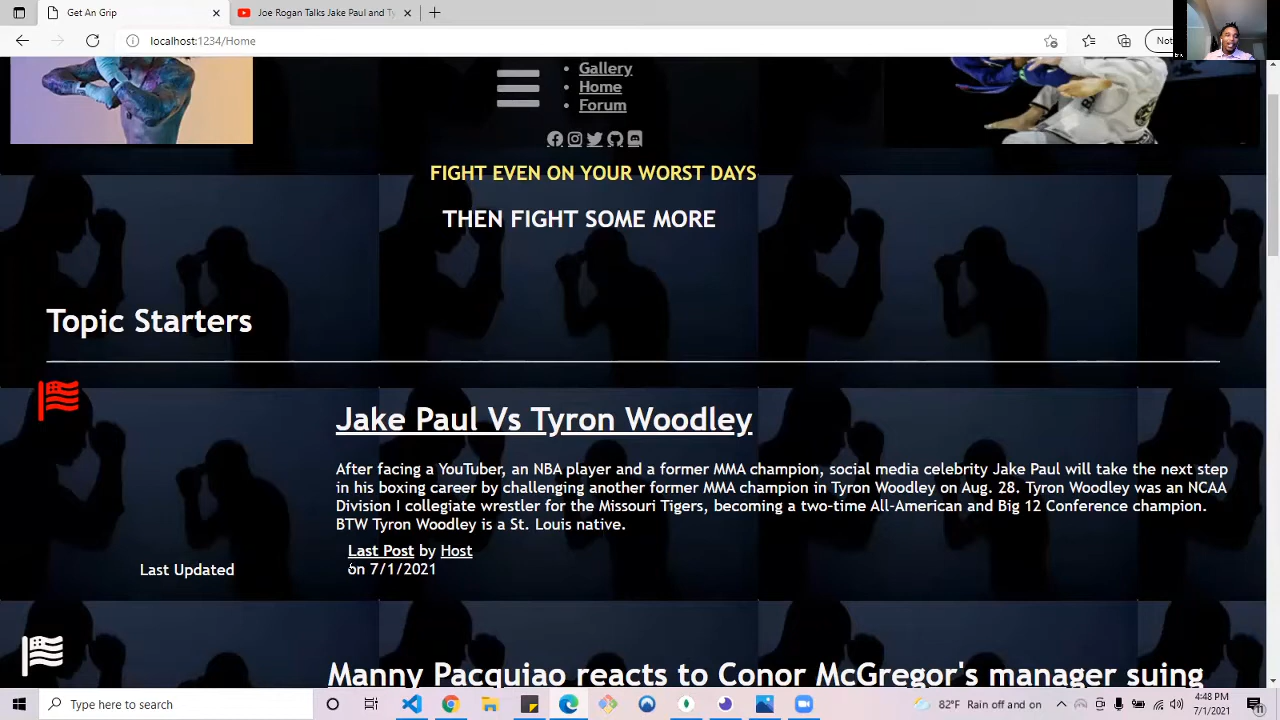 Get An Grip
Joe Rogan Talks Jake Paul and Ty
localhost:1234/Home
Not
Gallery
Home
Forum
FIGHT EVEN ON YOUR WORST DAYS
THEN FIGHT SOME MORE
Topic Starters
Jake Paul Vs Tyron Woodley
After facing a YouTuber, an NBA player and a former MMA champion, social media celebrity Jake Paul will take the next step
in his boxing career by challenging another former MMA champion in Tyron Woodley on Aug. 28. Tyron Woodley was an NCAA
Division I collegiate wrestler for the Missouri Tigers, becoming a two-time All-American and Big 12 Conference champion.
BTW Tyron Woodley is a St. Louis native.
Last Post by Host
Last Updated
on 7/1/2021
Manny Pacquiao reacts to Conor McGregor's manager suing
Type here to search
82°F Rain off and on
4:48 PM
7/1/2021